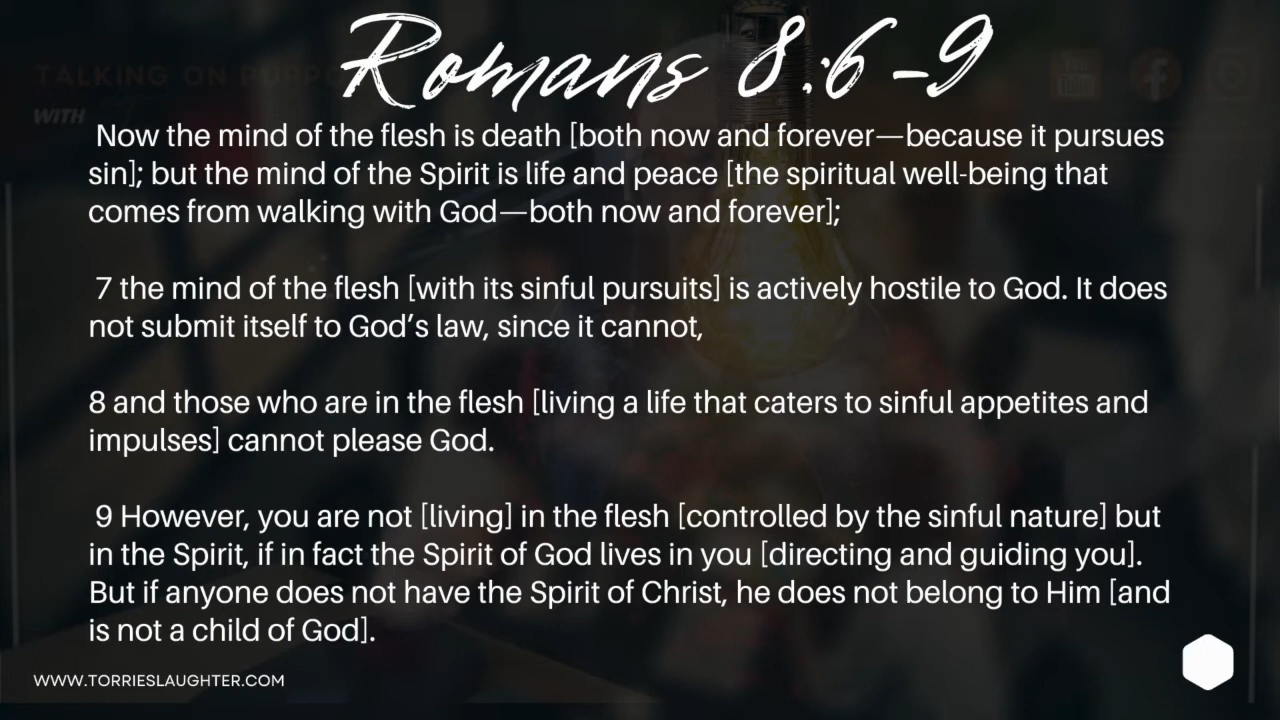 Romans 8:6-9
TALKING ON PURPO
WITH
Now the mind of the flesh is death [both now and forever—because it pursues
sin]; but the mind of the Spirit is life and peace [the spiritual well-being that
comes from walking with God—both now and forever];
7 the mind of the flesh [with its sinful pursuits] is actively hostile to God. It does
not submit itself to God’s law, since it cannot,
8 and those who are in the flesh [living a life that caters to sinful appetites and
impulses] cannot please God.
9 However, you are not [living] in the flesh [controlled by the sinful nature] but
in the Spirit, if in fact the Spirit of God lives in you [directing and guiding you].
But if anyone does not have the Spirit of Christ, he does not belong to Him [and
is not a child of God].
WWW.TORRIESLAUGHTER.COM